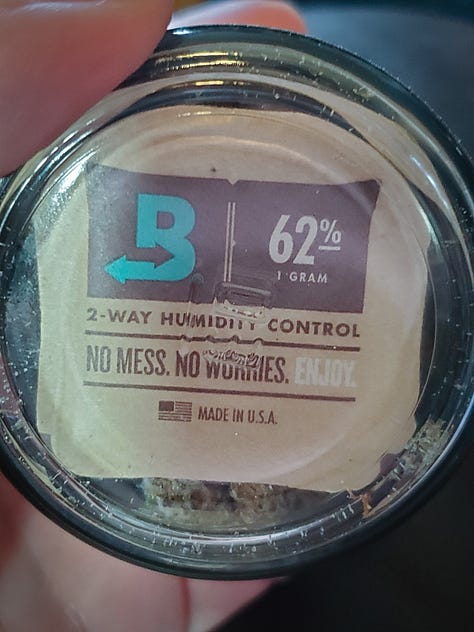 B
62%
1 GRAM
2-WAY HUMIDITY CONTROL
NO MESS. NO WORRIES. ENJOY.
MADE IN U.S.A.